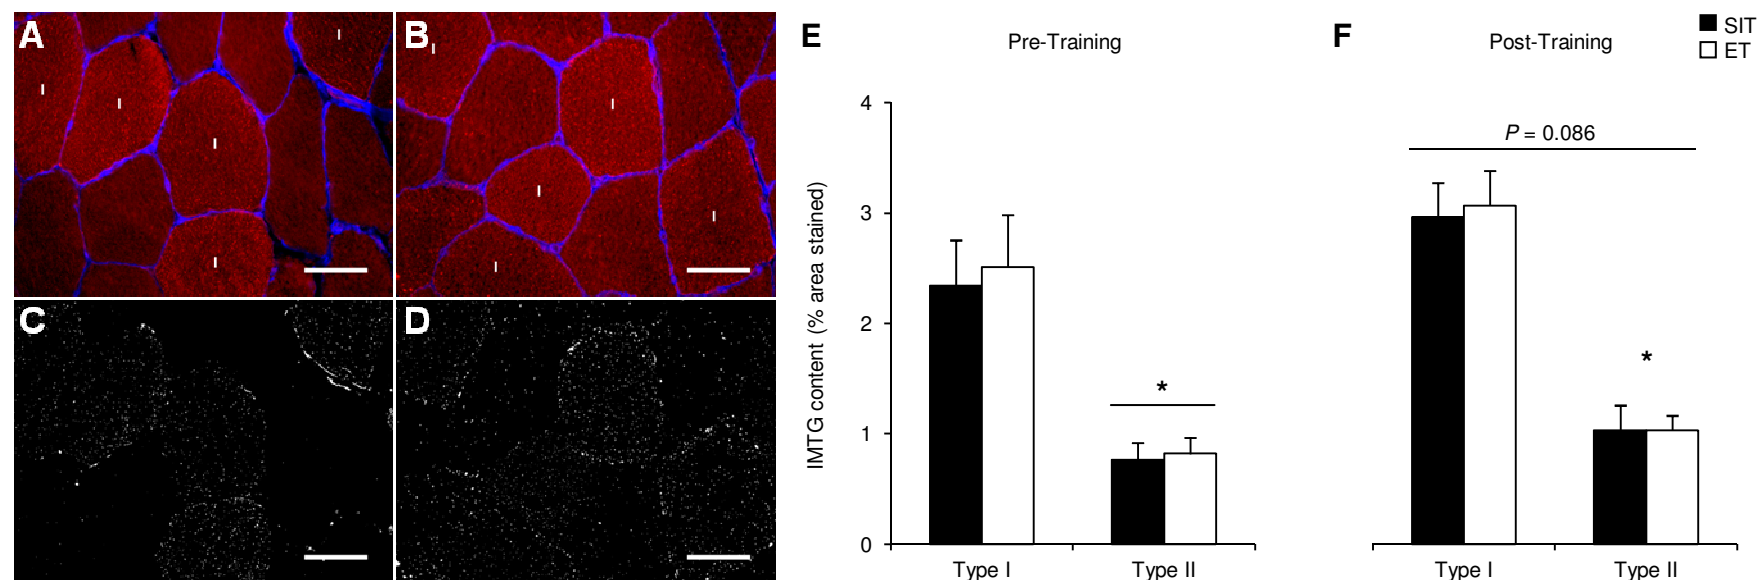 A
I
I
I
I
I
I
B
I
I
I
I
I
C
D
E
Pre-Training
F
Post-Training
SIT
ET
IMTG content (% area stained)
4
3
2
1
0
*
Type I
Type II
P = 0.086
*
Type I
Type II